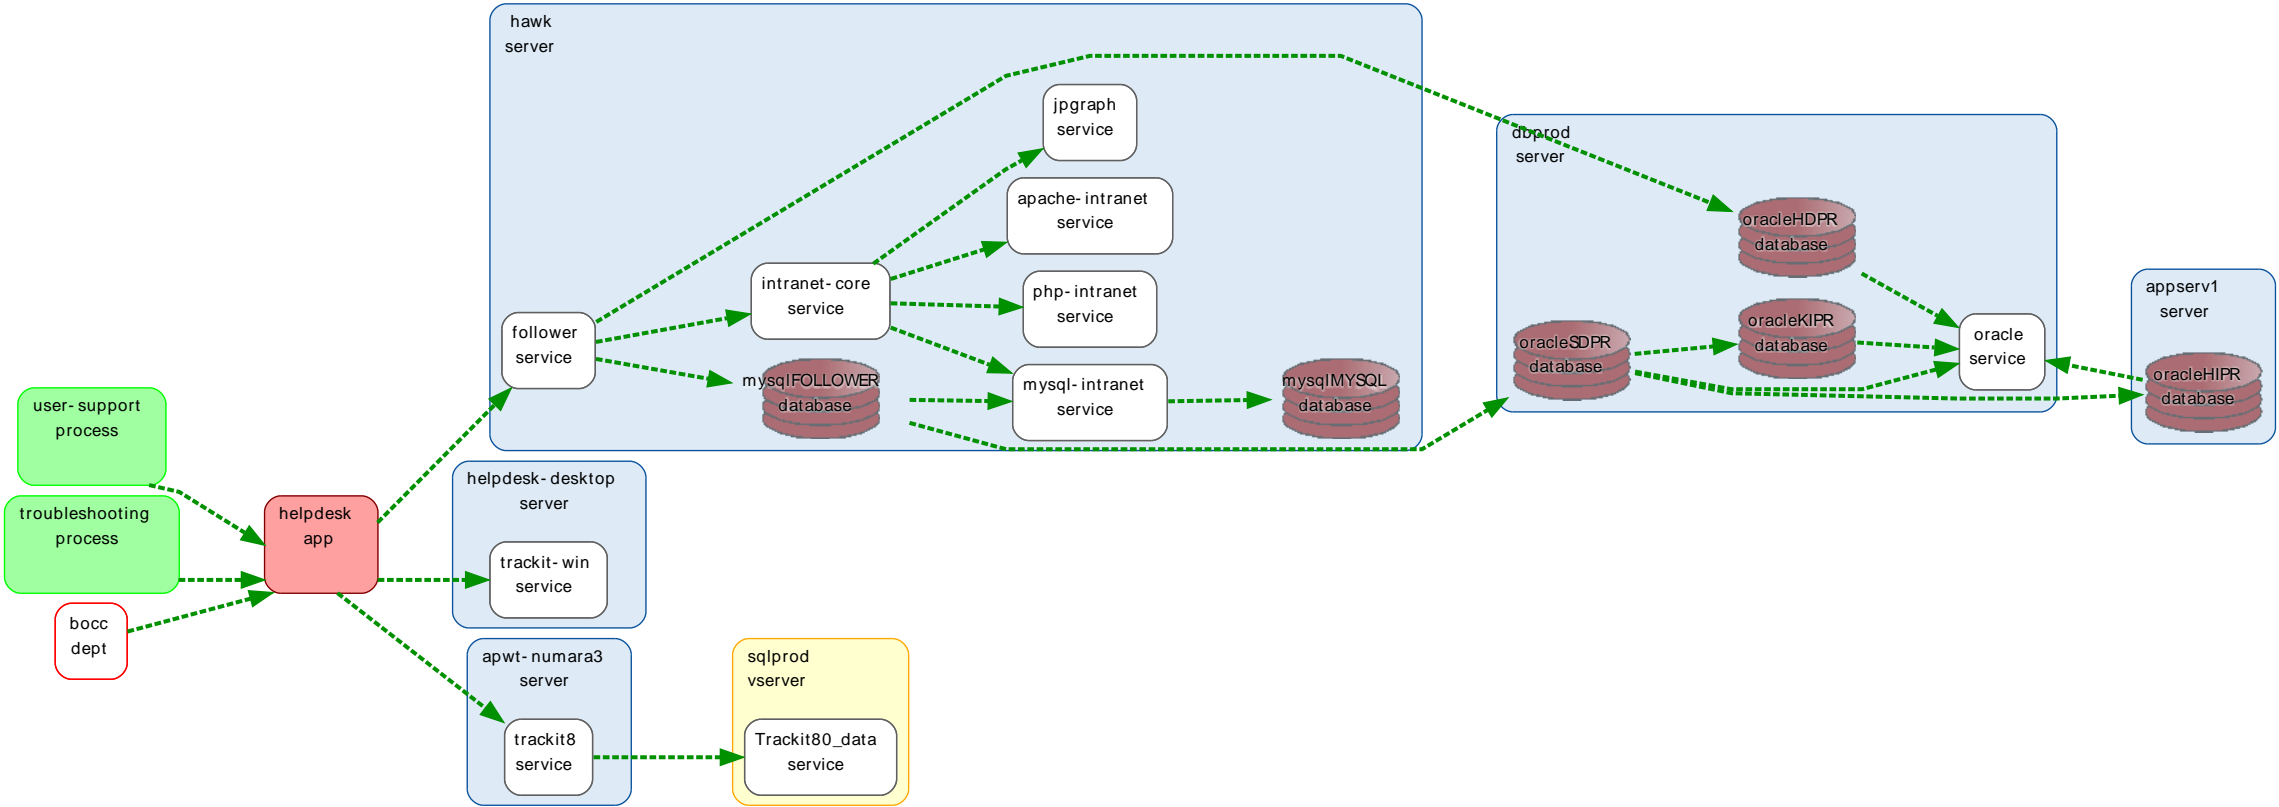 hawk
server
jpgraph
service
apache-intranet
service
intranet-core
service
php-intranet
service
follower
service
mysqlFOLLOWER
database
mysql-intranet
service
mysqlMYSQL
database
dbprod
server
oracleHDPR
database
oracleKIPR
database
oracleSDPR
database
oracle
service
appserv1
server
oracleHIPR
database
user-support
process
troubleshooting
process
bocc
dept
helpdesk
app
helpdesk-desktop
server
trackit-win
service
apwt-numara3
server
trackit8
service
sqlprod
vserver
Trackit80_data
service